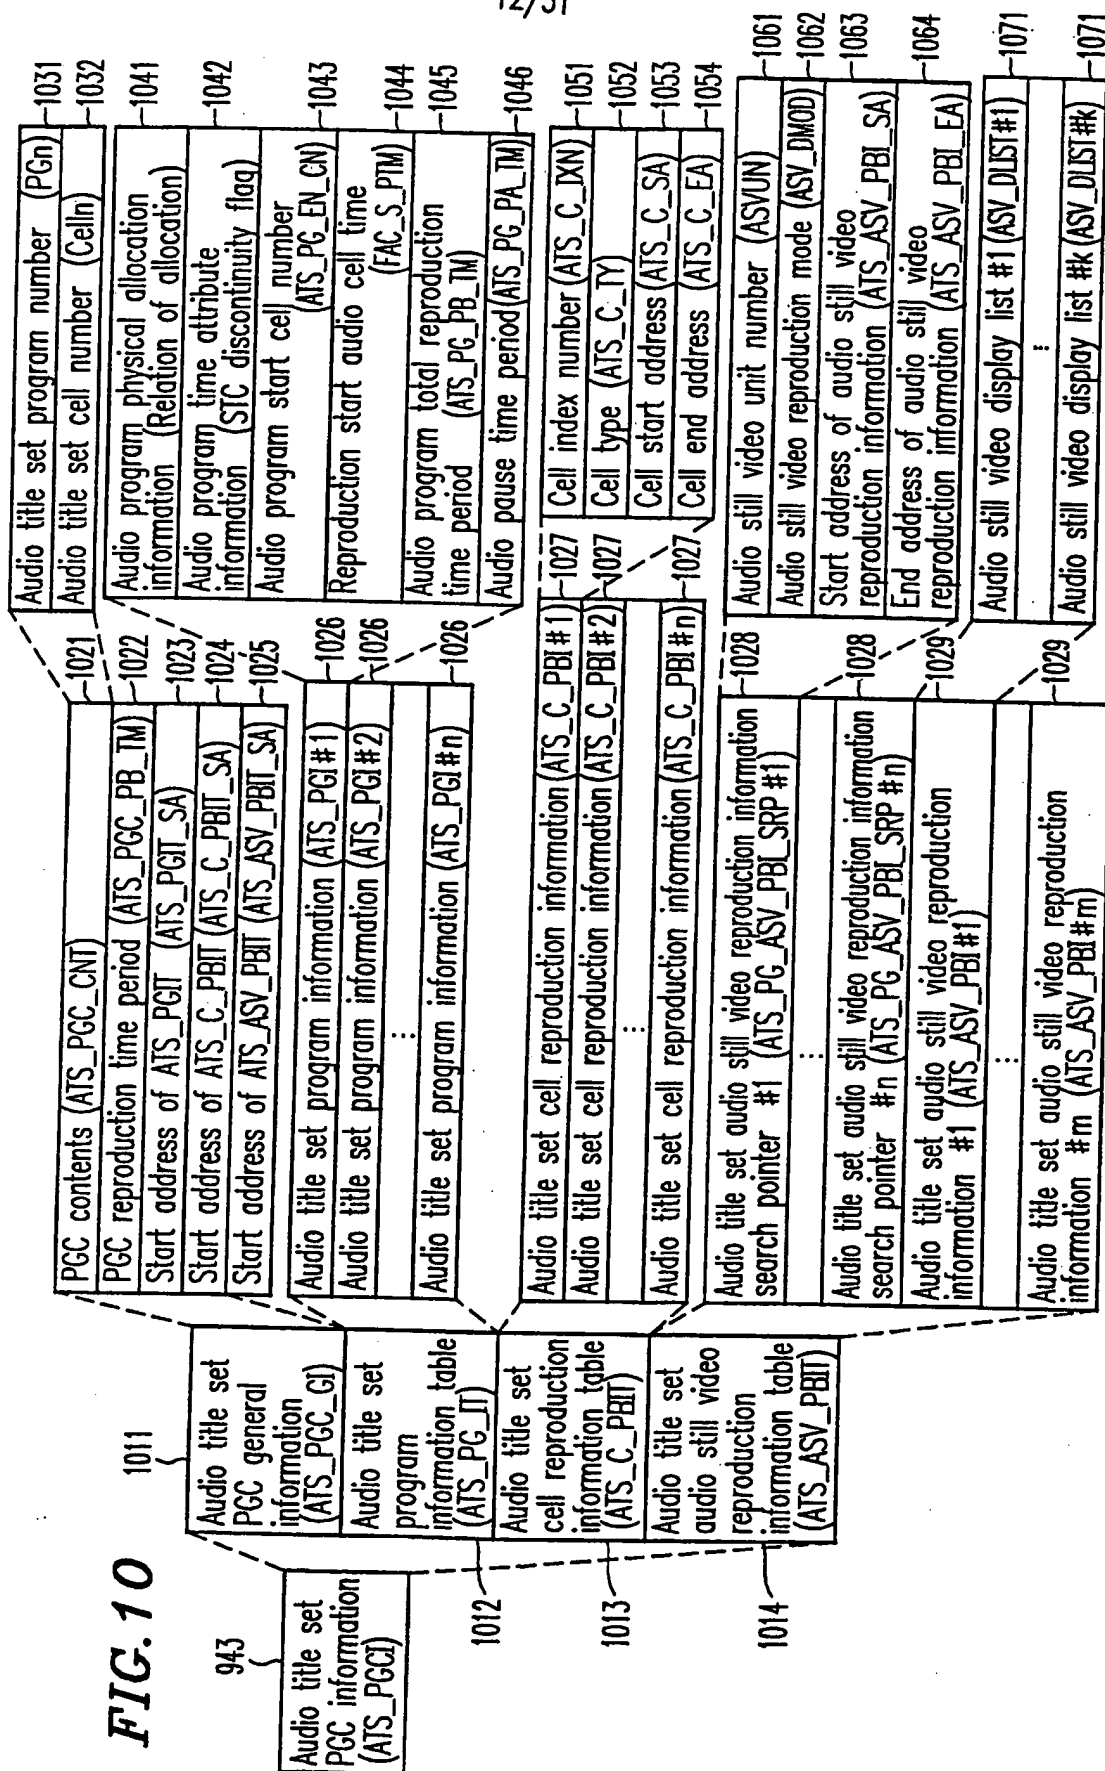 12/31
FIG. 10
943
Audio title set
PGC information
(ATS_PGCI)
1011
Audio title set
PGC general
information
(ATS_PGC_GI)
Audio title set
program
information table
(ATS_PG_IT)
1012
Audio title set
cell reproduction
information table
(ATS_C_PBIT)
1013
Audio title set
audio still video
reproduction
information table
(ATS_ASV_PBIT)
1014
PGC contents (ATS_PGC_CNT)
1021
PGC reproduction time period (ATS_PGC_PB_TM)
1022
Start address of ATS_PGIT (ATS_PGIT_SA)
1023
Start address of ATS_C_PBIT (ATS_C_PBIT_SA)
1024
Start address of ATS_ASV_PBIT (ATS_ASV_PBIT_SA)
1025
Audio title set program information (ATS_PGI#1)
1026
Audio title set program information (ATS_PGI#2)
1026
...
Audio title set program information (ATS_PGI#n)
1026
Audio title set cell reproduction information (ATS_C_PBI#1)
1027
Audio title set cell reproduction information (ATS_C_PBI#2)
1027
...
Audio title set cell reproduction information (ATS_C_PBI#n)
1027
Audio title set audio still video reproduction information
search pointer #1 (ATS_PG_ASV_PBI_SRP #1)
1028
...
Audio title set audio still video reproduction information
search pointer #n (ATS_PG_ASV_PBI_SRP #n)
1028
Audio title set audio still video reproduction
information #1 (ATS_ASV_PBI#1)
1029
...
Audio title set audio still video reproduction
information #m (ATS_ASV_PBI#m)
1029
Audio title set program number (PGn)
1031
Audio title set cell number (Celln)
1032
Audio program physical allocation
information (Relation of allocation)
1041
Audio program time attribute
information (STC discontinuity flag)
1042
Audio program start cell number
(ATS_PG_EN_CN)
1043
Reproduction start audio cell time
(FAC_S_PTM)
1044
Audio program total reproduction
time period (ATS_PG_PB_TM)
1045
Audio pause time period (ATS_PG_PA_TM)
1046
Cell index number (ATS_C_IXN)
1051
Cell type (ATS_C_TY)
1052
Cell start address (ATS_C_SA)
1053
Cell end address (ATS_C_EA)
1054
Audio still video unit number (ASVUN)
1061
Audio still video reproduction mode (ASV_DMOD)
1062
Start address of audio still video
reproduction information (ATS_ASV_PBI_SA)
1063
End address of audio still video
reproduction information (ATS_ASV_PBI_EA)
1064
Audio still video display list #1 (ASV_DLIST#1)
1071
...
Audio still video display list #k (ASV_DLIST#k)
1071